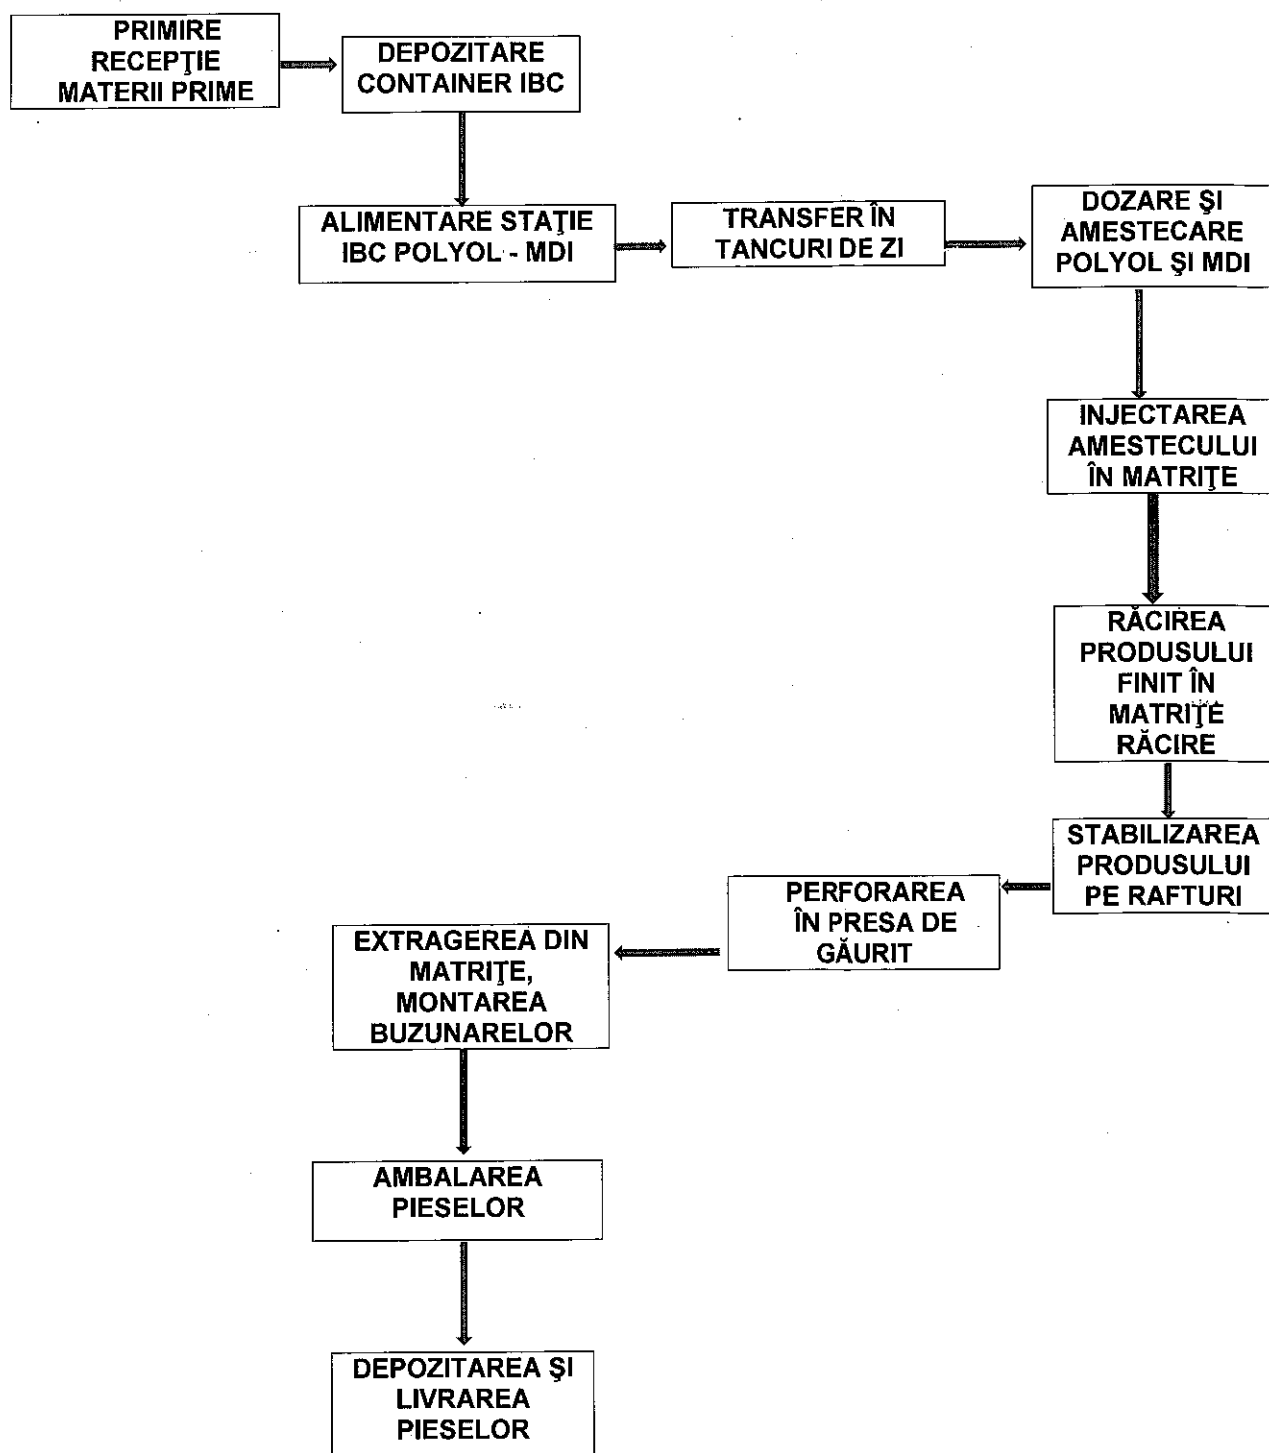 PRIMIRE
RECEPŢIE
MATERII PRIME
DEPOZITARE
CONTAINER IBC
ALIMENTARE STAŢIE
IBC POLYOL - MDI
TRANSFER ÎN
TANCURI DE ZI
DOZARE ŞI
AMESTECARE
POLYOL ŞI MDI
INJECTAREA
AMESTECULUI
ÎN MATRIŢE
RĂCIREA
PRODUSULUI
FINIT ÎN
MATRIŢE
RĂCIRE
STABILIZAREA
PRODUSULUI
PE RAFTURI
PERFORAREA
ÎN PRESA DE
GĂURIT
EXTRAGEREA DIN
MATRIŢE,
MONTAREA
BUZUNARELOR
AMBALAREA
PIESELOR
DEPOZITAREA ŞI
LIVRAREA
PIESELOR